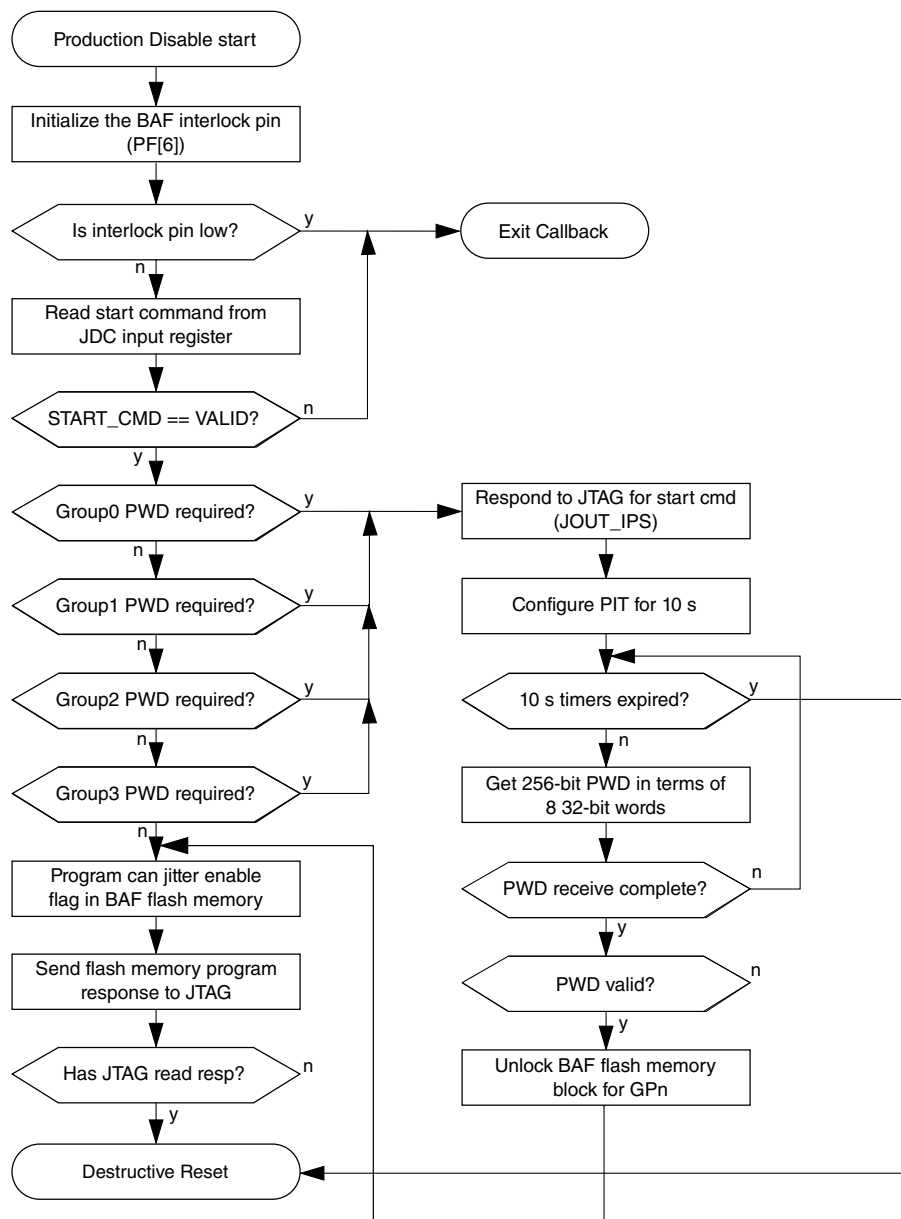 Production Disable start
Initialize the BAF interlock pin
(PF[6])
Is interlock pin low?
y
Exit Callback
n
Read start command from
JDC input register
START_CMD == VALID?
n
y
Group0 PWD required?
y
n
Group1 PWD required?
y
n
Group2 PWD required?
y
n
Group3 PWD required?
y
n
Program can jitter enable
flag in BAF flash memory
Send flash memory program
response to JTAG
Has JTAG read resp?
n
y
Destructive Reset
Respond to JTAG for start cmd
(JOUT_IPS)
Configure PIT for 10 s
10 s timers expired?
y
n
Get 256-bit PWD in terms of
8 32-bit words
PWD receive complete?
n
y
PWD valid?
n
y
Unlock BAF flash memory
block for GPn